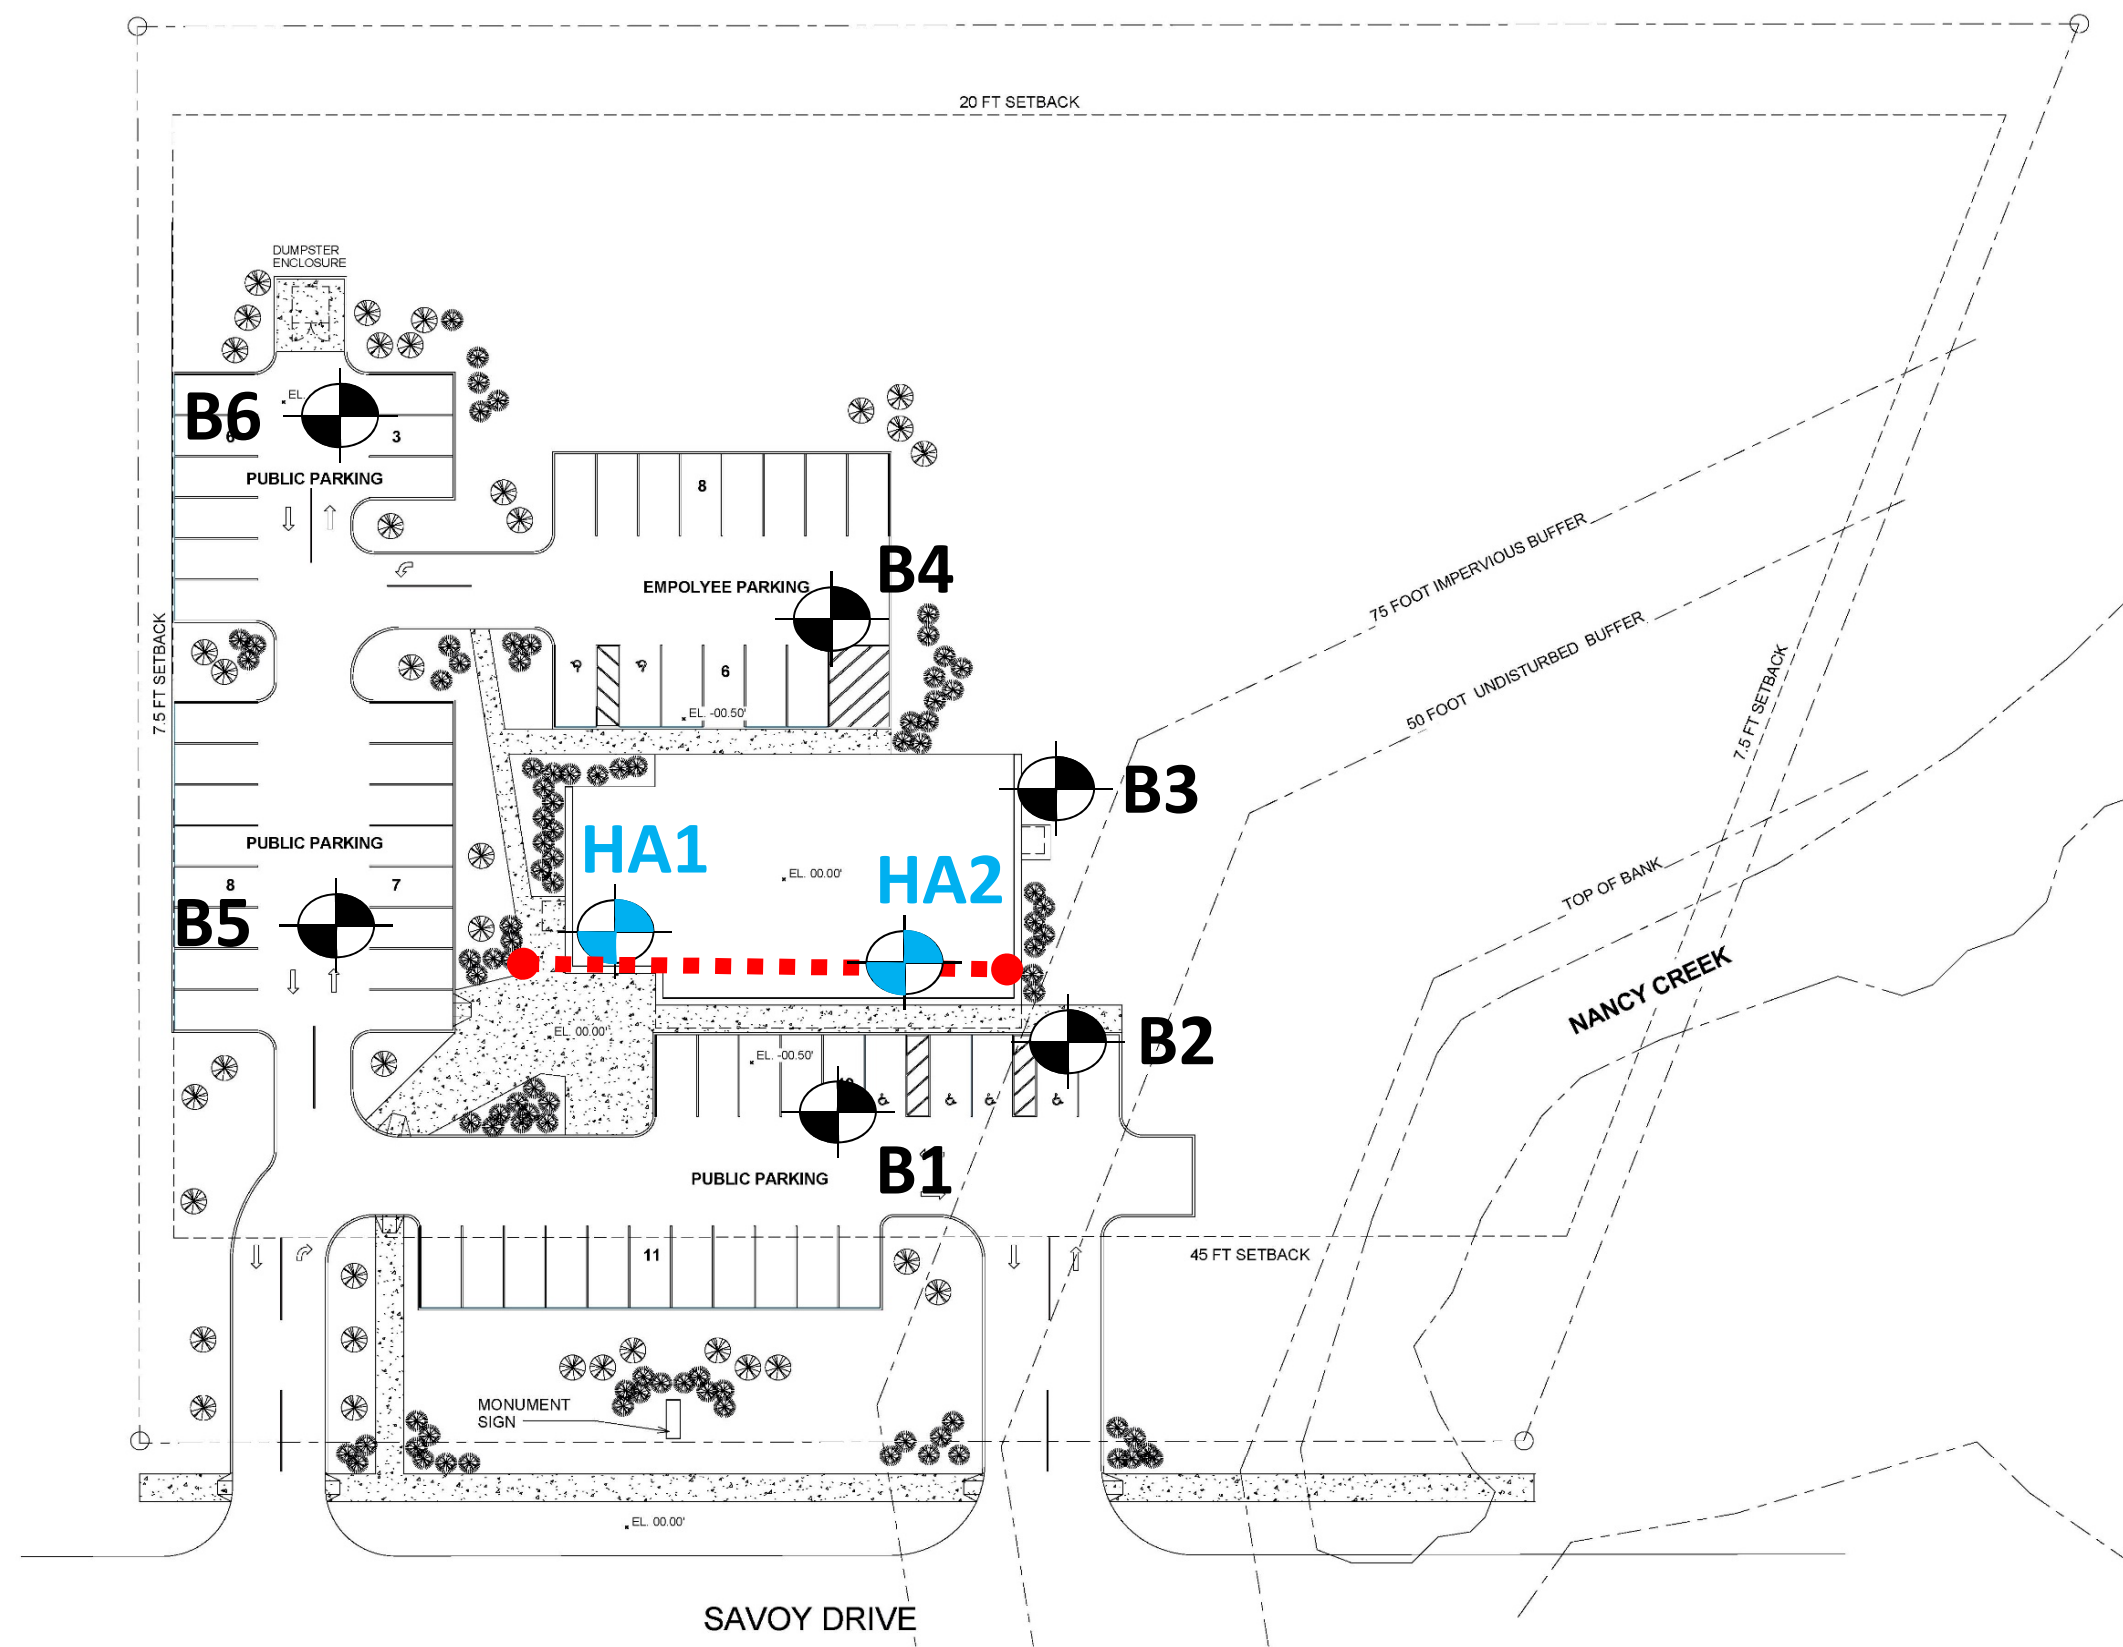 20 FT SETBACK
DUMPSTER
ENCLOSURE
EL.
B6
6
3
PUBLIC PARKING
8
B4
EMPOLYEE PARKING
75 FOOT IMPERVIOUS BUFFER
50 FOOT UNDISTURBED BUFFER
7.5 FT SETBACK
7.5 FT SETBACK
6
EL. -00.50'
B3
PUBLIC PARKING
HA1
HA2
EL. 00.00'
8
7
B5
TOP OF BANK
NANCY CREEK
EL. 00.00'
B2
EL. -00.50'
B1
PUBLIC PARKING
11
45 FT SETBACK
MONUMENT
SIGN
EL. 00.00'
SAVOY DRIVE